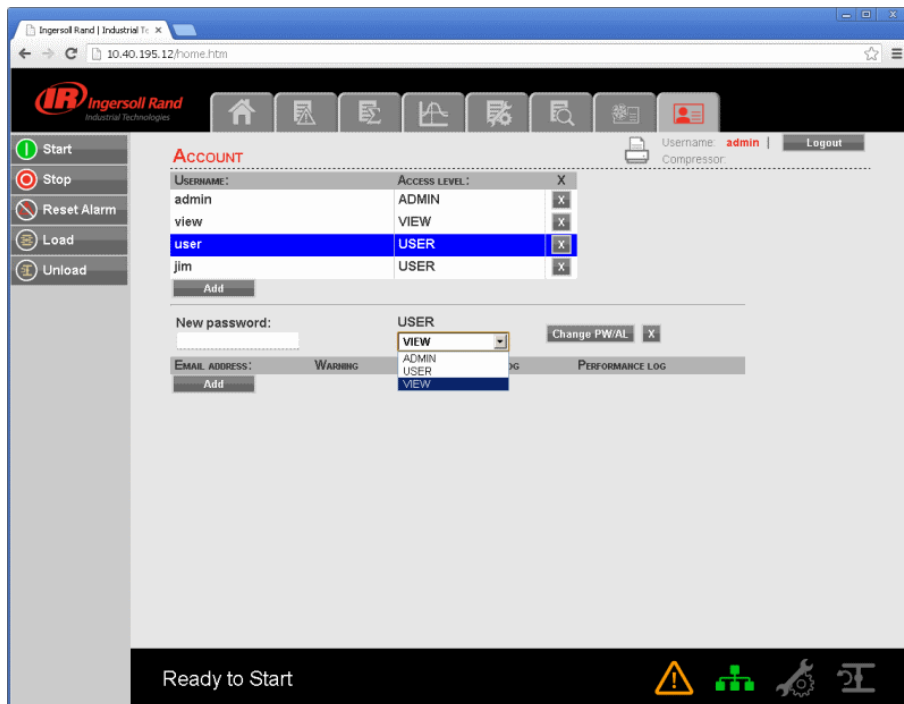 Ingersoll Rand | Industrial Te
10.40.195.12/home.htm
IR Ingersoll Rand
Industrial Technologies
Username: admin | Logout
Compressor:
Start
Stop
Reset Alarm
Load
Unload
ACCOUNT
USERNAME: ACCESS LEVEL: X
admin ADMIN X
view VIEW X
user USER X
jim USER X
Add
New password: USER
VIEW Change PW/AL X
ADMIN
USER
VIEW
EMAIL ADDRESS: WARNING OG PERFORMANCE LOG
Add
Ready to Start